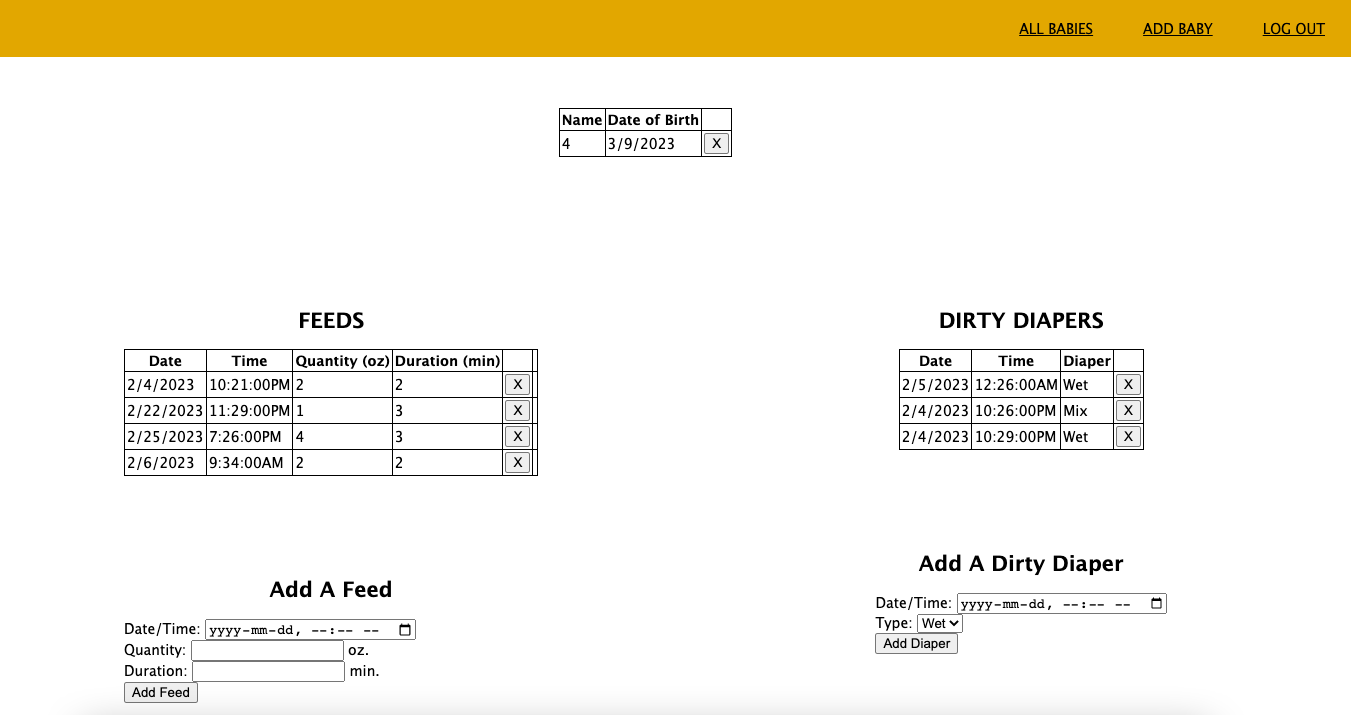 ALL BABIES ADD BABY LOG OUT
Name Date of Birth
4 3/9/2023 X
FEEDS
Date Time Quantity (oz) Duration (min)
2/4/2023 10:21:00PM 2 2 X
2/22/2023 11:29:00PM 1 3 X
2/25/2023 7:26:00PM 4 3 X
2/6/2023 9:34:00AM 2 2 X
DIRTY DIAPERS
Date Time Diaper
2/5/2023 12:26:00AM Wet X
2/4/2023 10:26:00PM Mix X
2/4/2023 10:29:00PM Wet X
Add A Feed
Date/Time: yyyy-mm-dd, --:-- --
Quantity: oz.
Duration: min.
Add Feed
Add A Dirty Diaper
Date/Time: yyyy-mm-dd, --:-- --
Type: Wet
Add Diaper